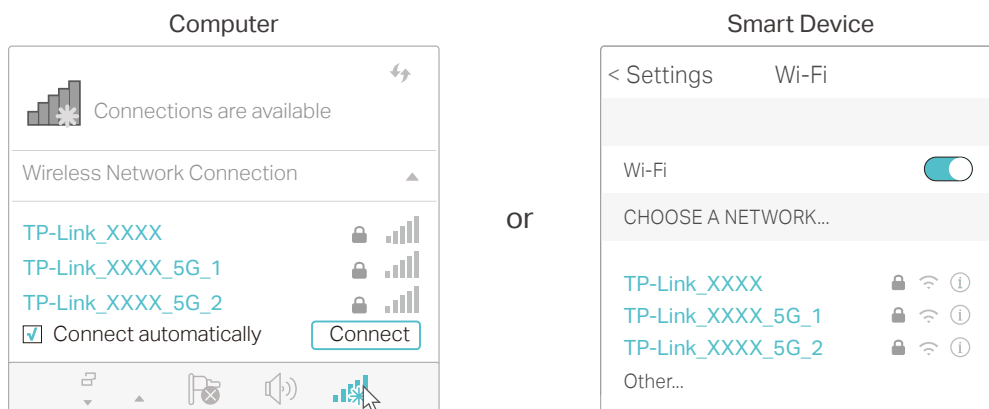 Computer
Connections are available
Wireless Network Connection
TP-Link_XXXX
TP-Link_XXXX_5G_1
TP-Link_XXXX_5G_2
Connect automatically Connect
or
Smart Device
< Settings Wi-Fi
Wi-Fi
CHOOSE A NETWORK...
TP-Link_XXXX
TP-Link_XXXX_5G_1
TP-Link_XXXX_5G_2
Other...